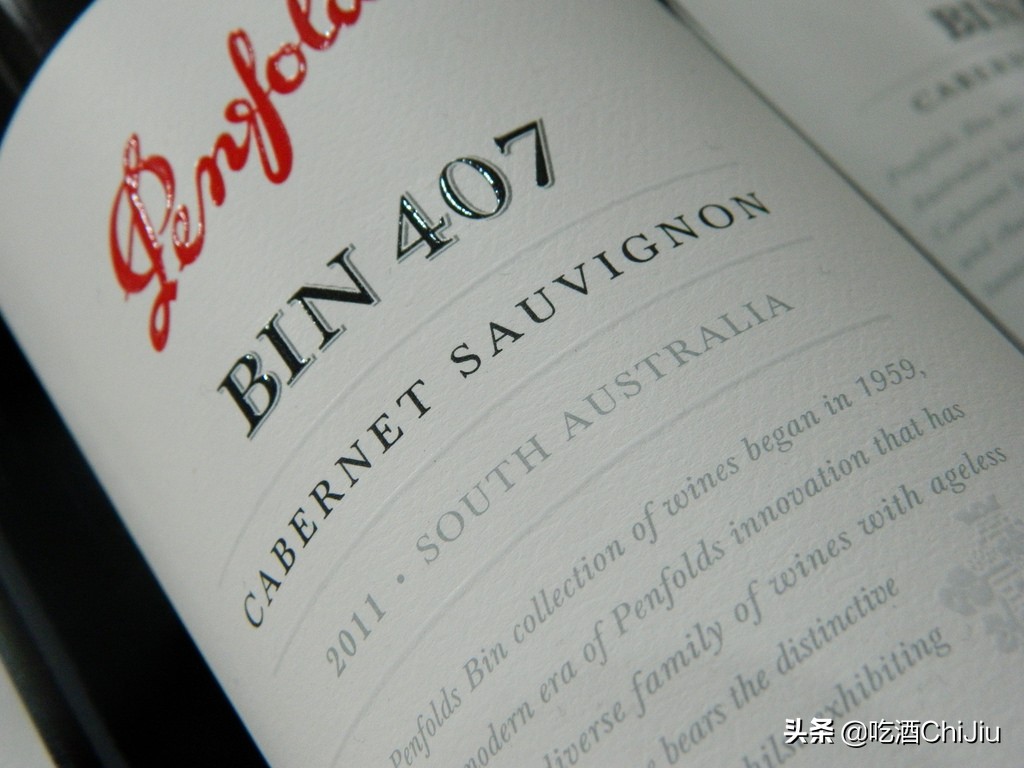 Penfolds
BIN 407
CABERNET SAUVIGNON
2011 • SOUTH AUSTRALIA
Penfolds Bin collection of wines began in 1959,
modern era of Penfolds innovation that has
diverse family of wines with ageless
bears the distinctive
exhibiting
BIN
头条 @吃酒ChiJiu